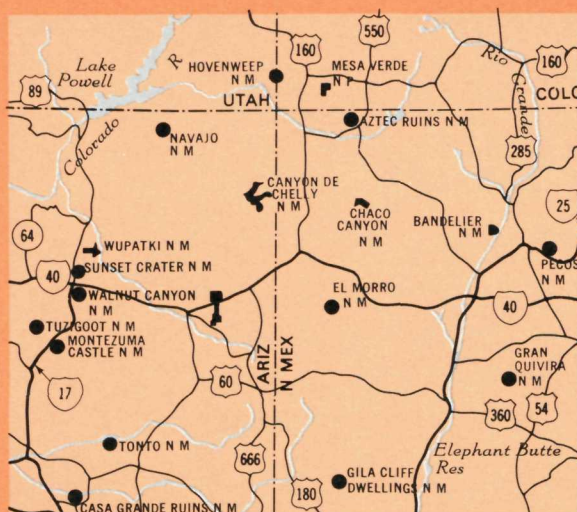 550
160
HOVENWEEP
N M
MESA VERDE
N P
Rio Grande
160
Lake
Powell
R
89
UTAH
COLO
AZTEC RUINS N M
NAVAJO
N M
Colorado
285
CANYON DE
CHELLY
N M
CHACO
CANYON
N M
BANDELIER
N M
25
64
WUPATKI N M
PECOS
N M
SUNSET CRATER N M
40
WALNUT CANYON
N M
EL MORRO
N M
40
TUZIGOOT N M
MONTEZUMA
CASTLE N M
ARIZ
N MEX
GRAN
QUIVIRA
N M
17
60
360
54
TONTO N M
666
Elephant Butte
Res
GILA CLIFF
DWELLINGS N M
180
CASA GRANDE RUINS N M